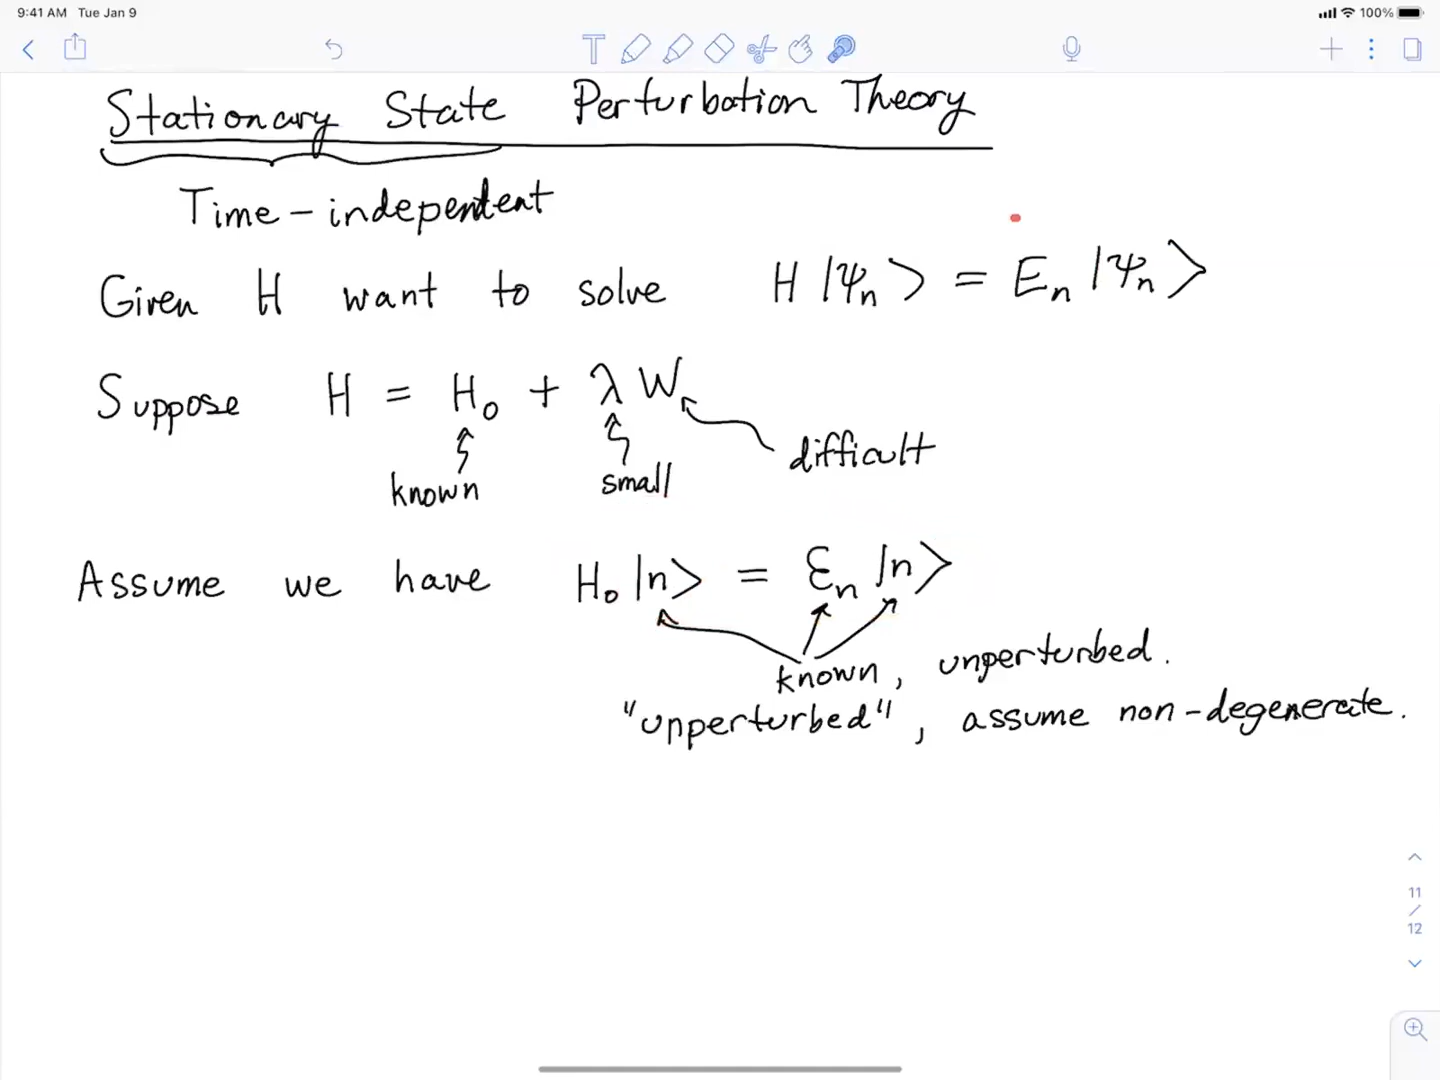 9:41 AM Tue Jan 9 100%
T
Stationary State Perturbation Theory
Time-independent
Given H want to solve H |ψn> = En |ψn>
Suppose H = H₀ + λ W
difficult
known small
Assume we have H₀ |n> = Ɛn |n>
known, unperturbed.
"unperturbed", assume non-degenerate.
11
/
12